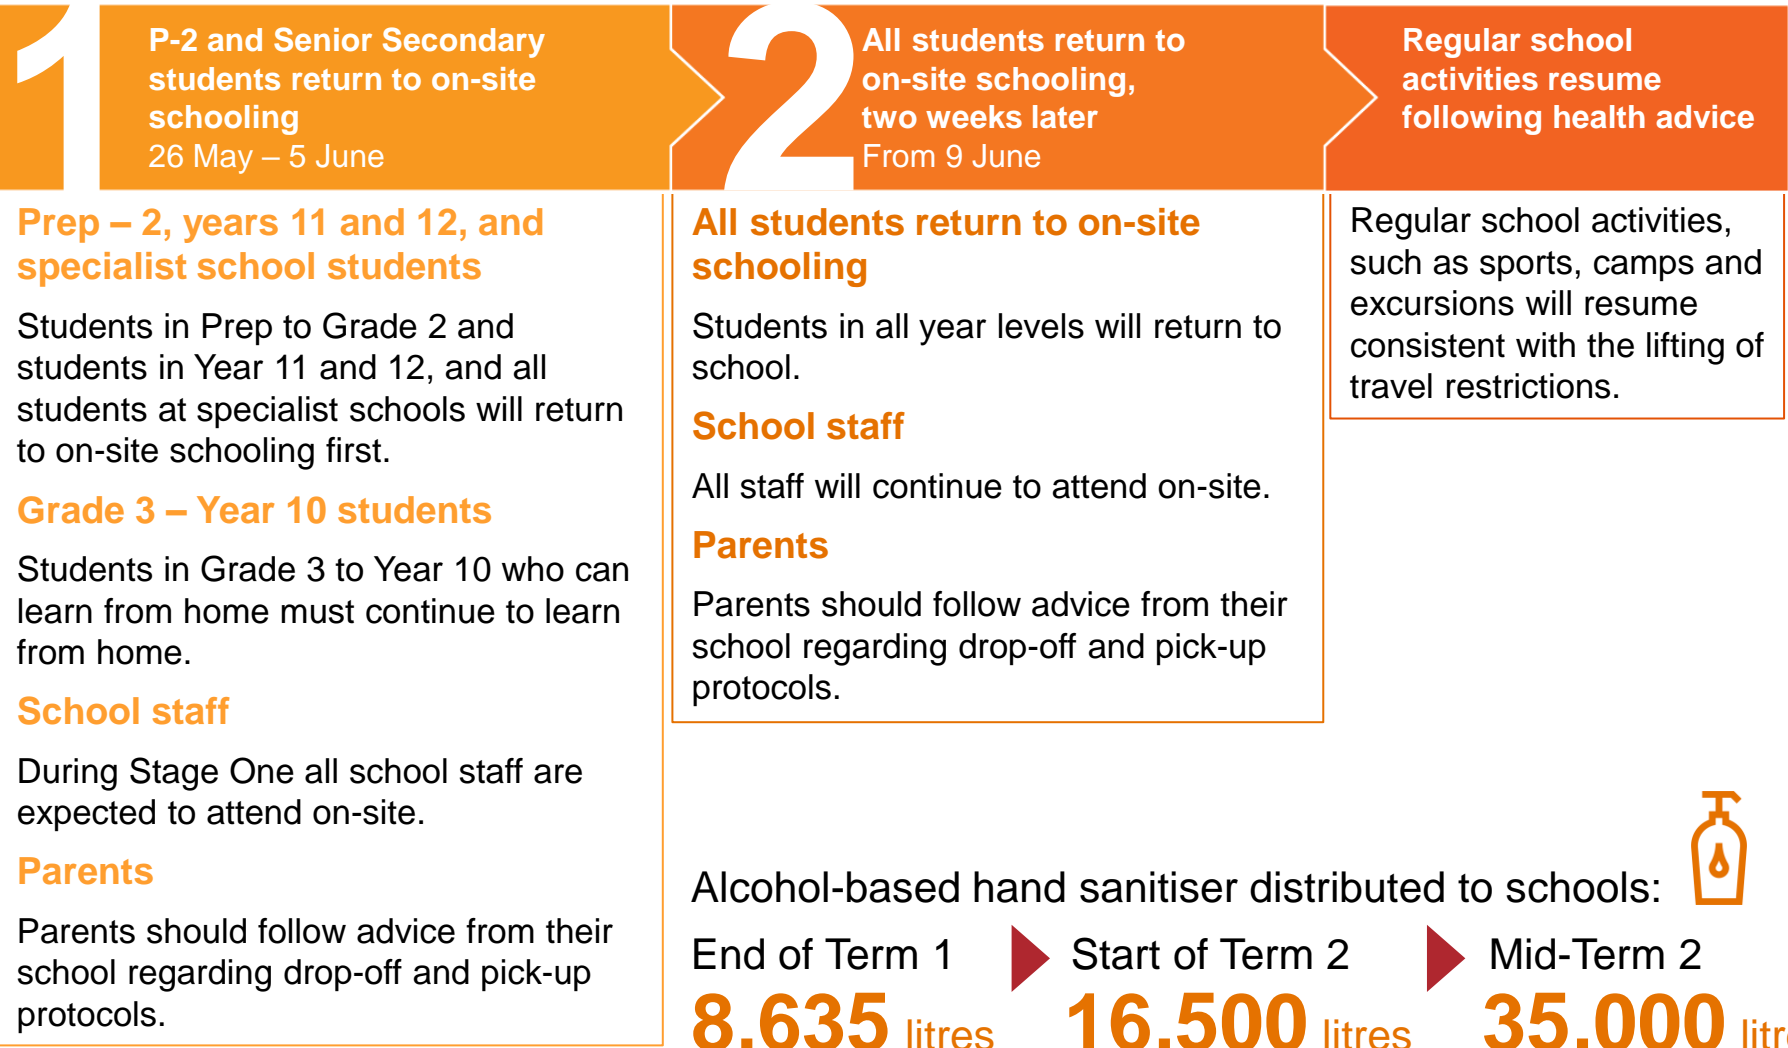 1
P-2 and Senior Secondary
students return to on-site
schooling
26 May – 5 June
2
All students return to
on-site schooling,
two weeks later
From 9 June
Regular school
activities resume
following health advice
Prep – 2, years 11 and 12, and
specialist school students
Students in Prep to Grade 2 and
students in Year 11 and 12, and all
students at specialist schools will return
to on-site schooling first.
Grade 3 – Year 10 students
Students in Grade 3 to Year 10 who can
learn from home must continue to learn
from home.
School staff
During Stage One all school staff are
expected to attend on-site.
Parents
Parents should follow advice from their
school regarding drop-off and pick-up
protocols.
All students return to on-site
schooling
Students in all year levels will return to
school.
School staff
All staff will continue to attend on-site.
Parents
Parents should follow advice from their
school regarding drop-off and pick-up
protocols.
Regular school activities,
such as sports, camps and
excursions will resume
consistent with the lifting of
travel restrictions.
Alcohol-based hand sanitiser distributed to schools:
End of Term 1 Start of Term 2 Mid-Term 2
8,635 litres 16,500 litres 35,000 litr